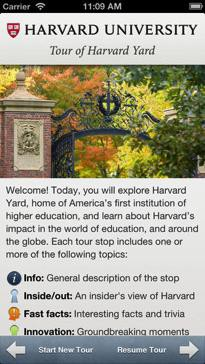 Carrier
11:09 AM
HARVARD UNIVERSITY
Tour of Harvard Yard
Welcome! Today, you will explore Harvard
Yard, home of America's first institution of
higher education, and learn about Harvard's
impact in the world of education, and around
the globe. Each tour stop includes one or
more of the following topics:
Info: General description of the stop
Inside/out: An insider's view of Harvard
Fast facts: Interesting facts and trivia
Innovation: Groundbreaking moments
Start New Tour
Resume Tour